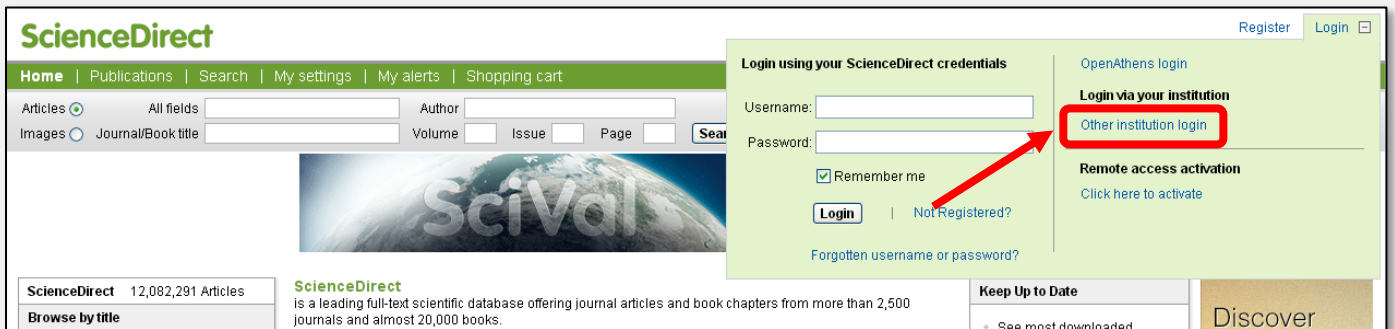 ScienceDirect
Register Login
Home | Publications | Search | My settings | My alerts | Shopping cart
Articles All fields Author
Images Journal/Book title Volume Issue Page
Login using your ScienceDirect credentials
Username:
Password:
Remember me
Login | Not Registered?
Forgotten username or password?
OpenAthens login
Login via your institution
Other institution login
Remote access activation
Click here to activate
SciVal
ScienceDirect 12,082,291 Articles
Browse by title
ScienceDirect
is a leading full-text scientific database offering journal articles and book chapters from more than 2,500
journals and almost 20,000 books.
Keep Up to Date
See most downloaded
Discover